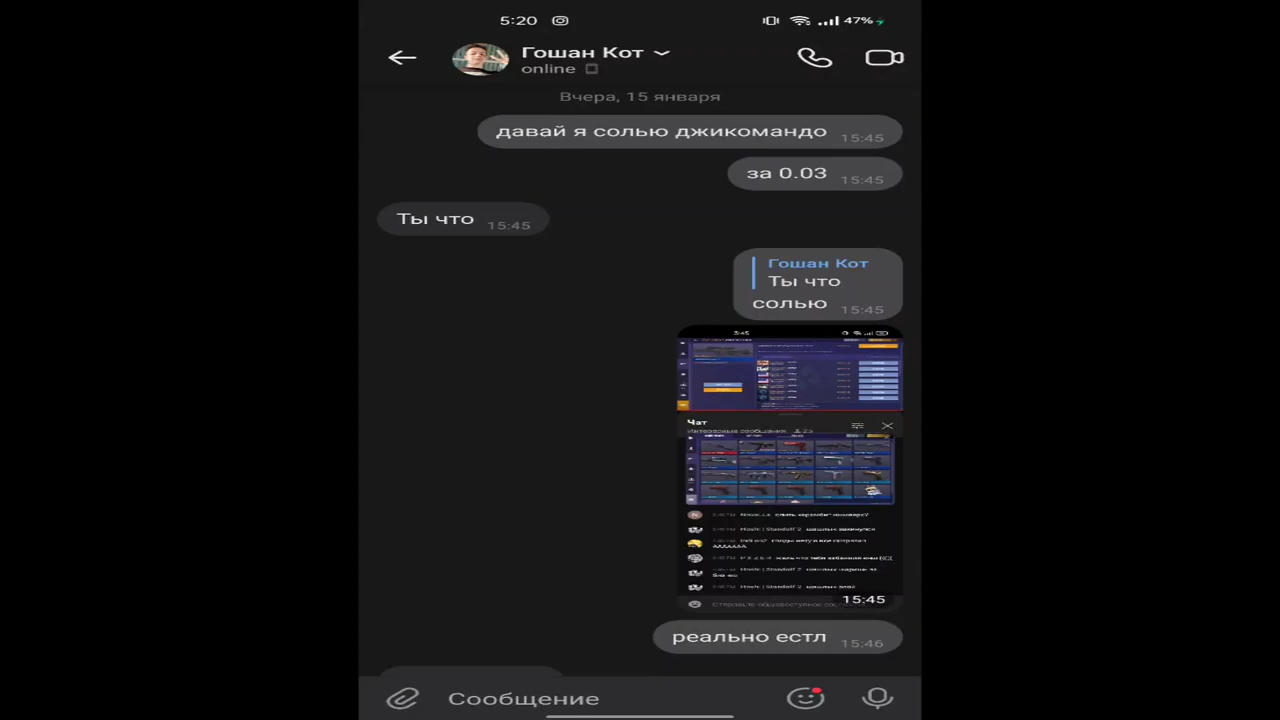 5:20
47%
Гошан Кот
online
Вчера, 15 января
давай я солью джикомандо 15:45
за 0.03 15:45
Ты что 15:45
Гошан Кот
Ты что
солью 15:45
Чат
Интересные сообщения
15:45
реально естл 15:46
Сообщение